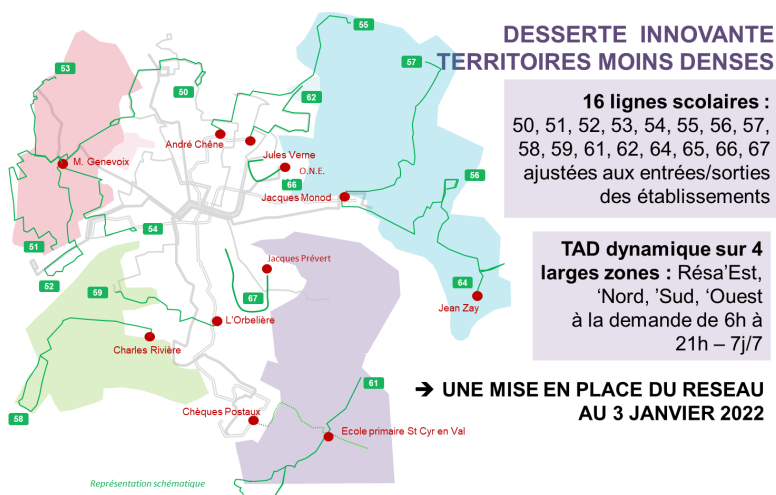 DESSERTE INNOVANTE
TERRITOIRES MOINS DENSES
16 lignes scolaires :
50, 51, 52, 53, 54, 55, 56, 57,
58, 59, 61, 62, 64, 65, 66, 67
ajustées aux entrées/sorties
des établissements
TAD dynamique sur 4
larges zones : Résa’Est,
‘Nord, ’Sud, ‘Ouest
à la demande de 6h à
21h – 7j/7
➔ UNE MISE EN PLACE DU RESEAU
AU 3 JANVIER 2022
55
57
53
50
62
André Chêne
Jules Verne
M. Genevoix
O.N.E.
66
56
Jacques Monod
54
51
Jacques Prévert
52
64
59
67
Jean Zay
L'Orbelière
Charles Rivière
61
Chèques Postaux
58
Ecole primaire St Cyr en Val
Représentation schématique